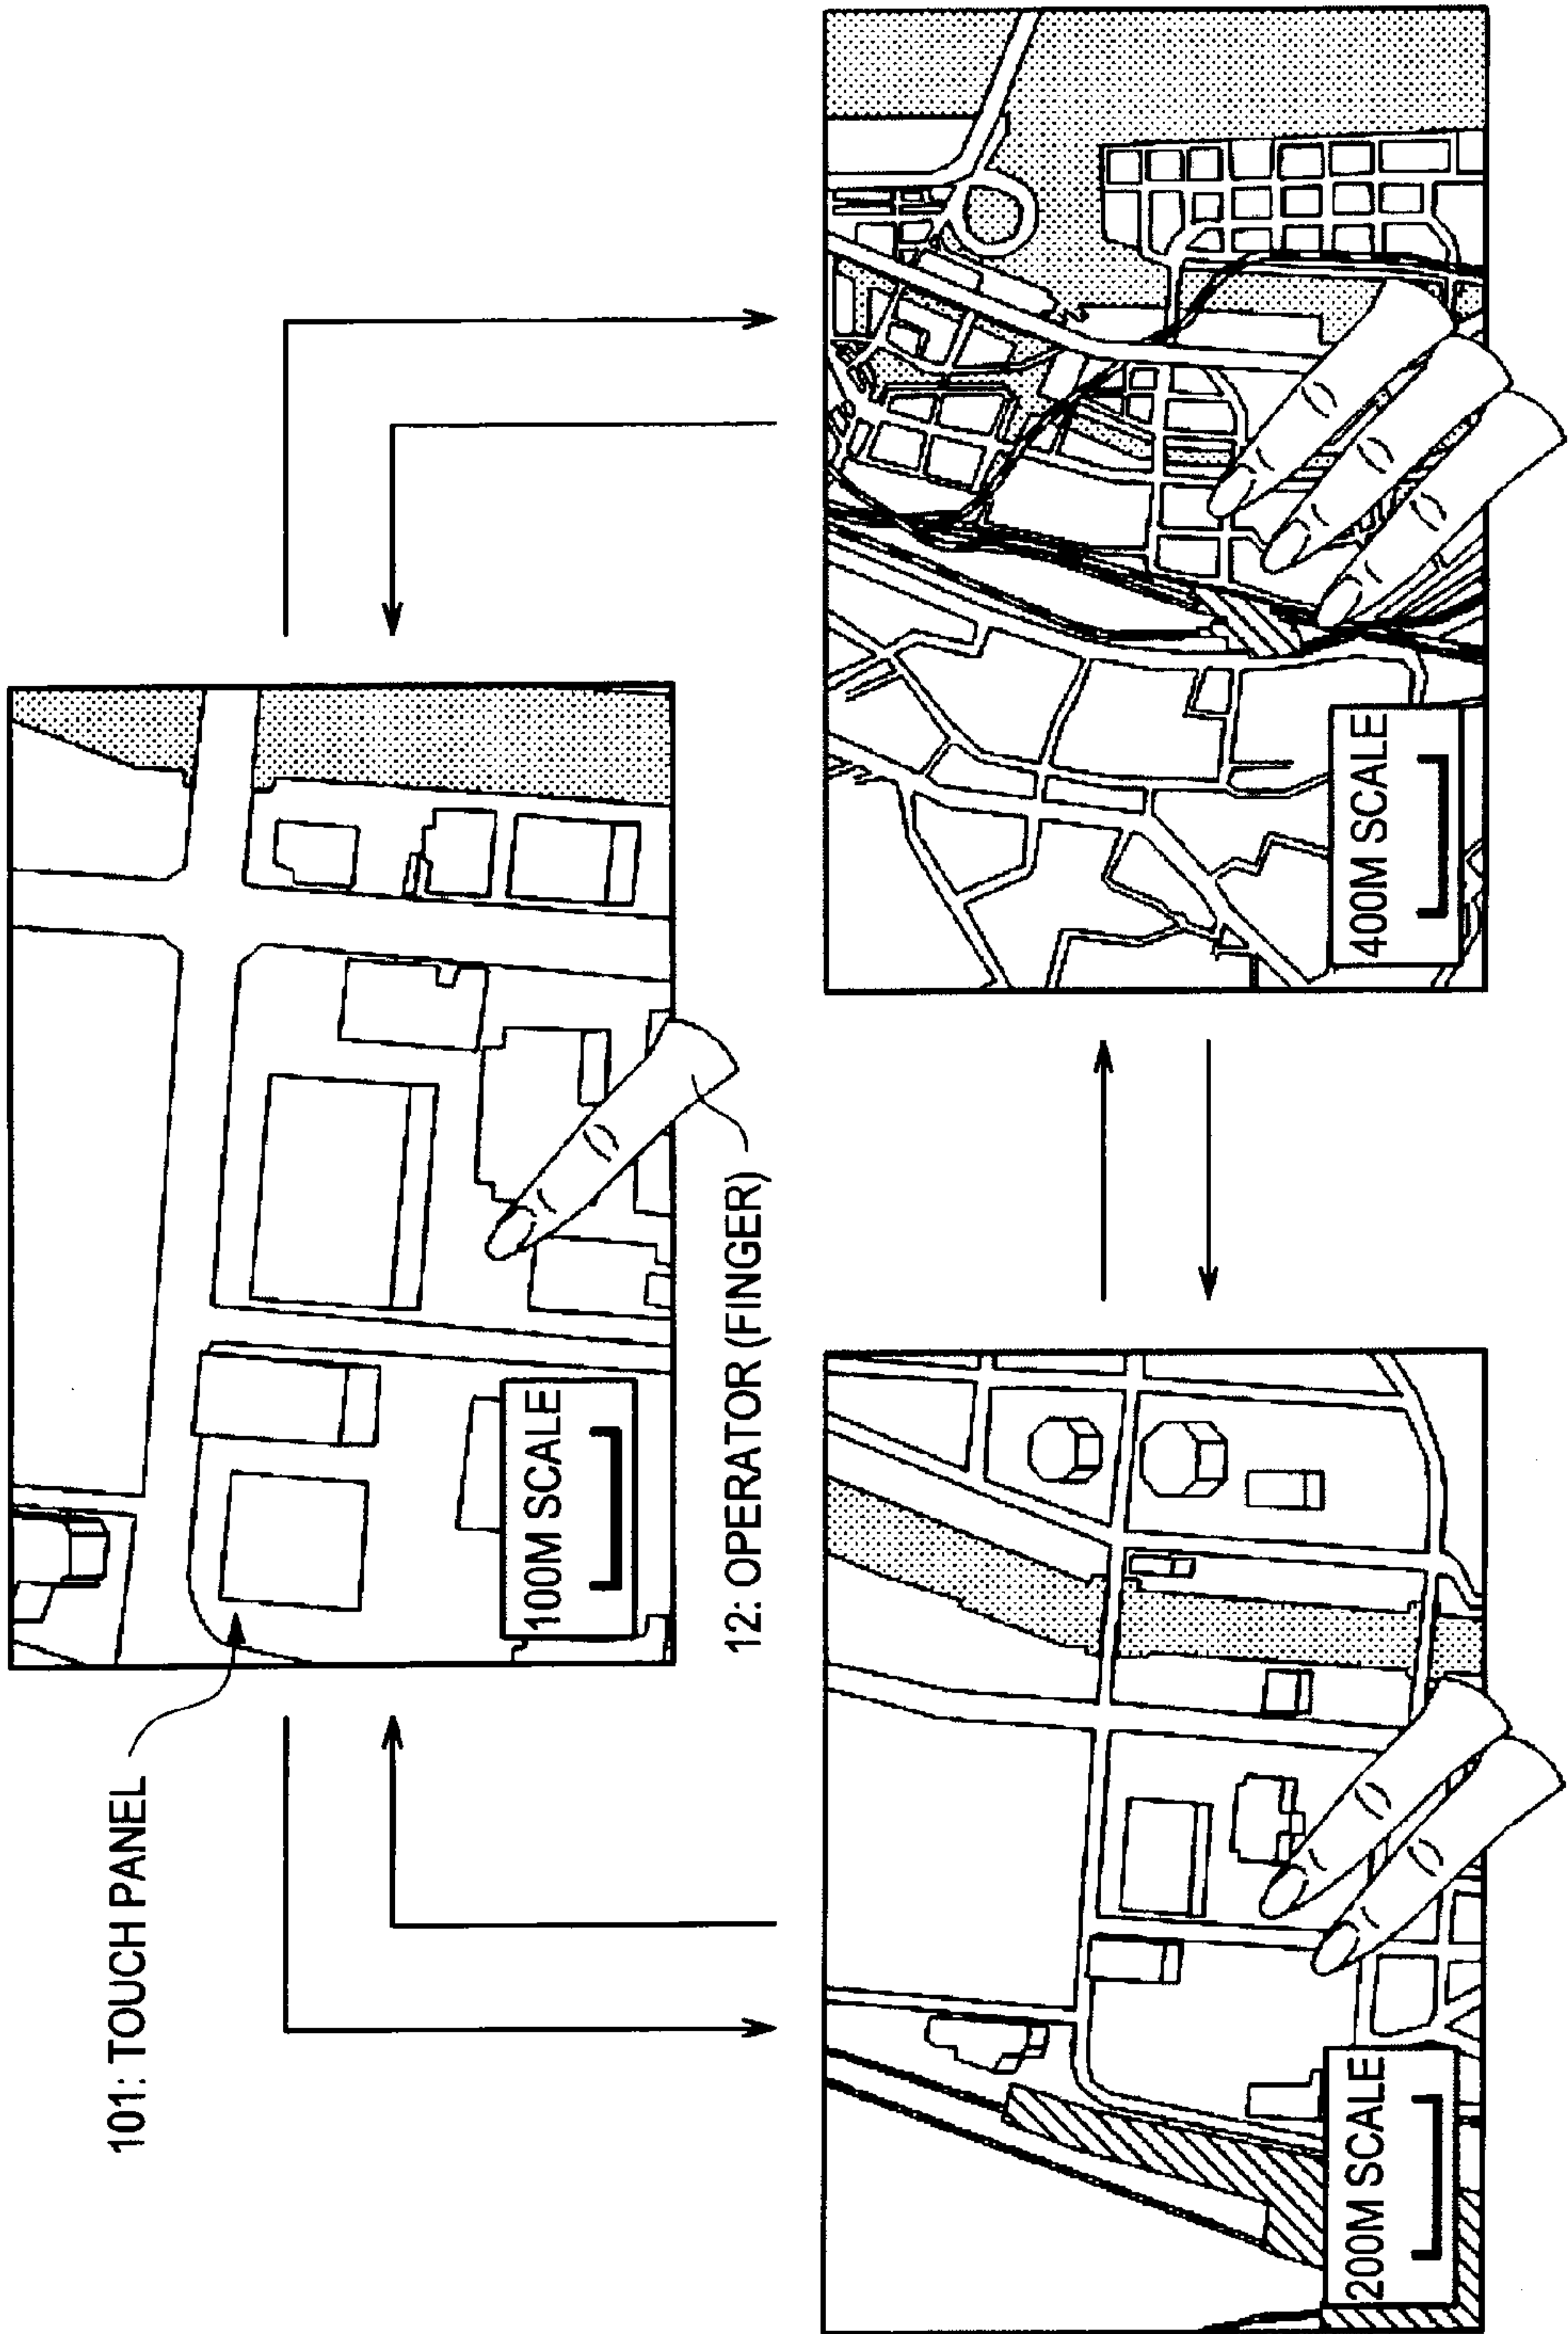 101: TOUCH PANEL
100M SCALE
12: OPERATOR (FINGER)
200M SCALE
400M SCALE